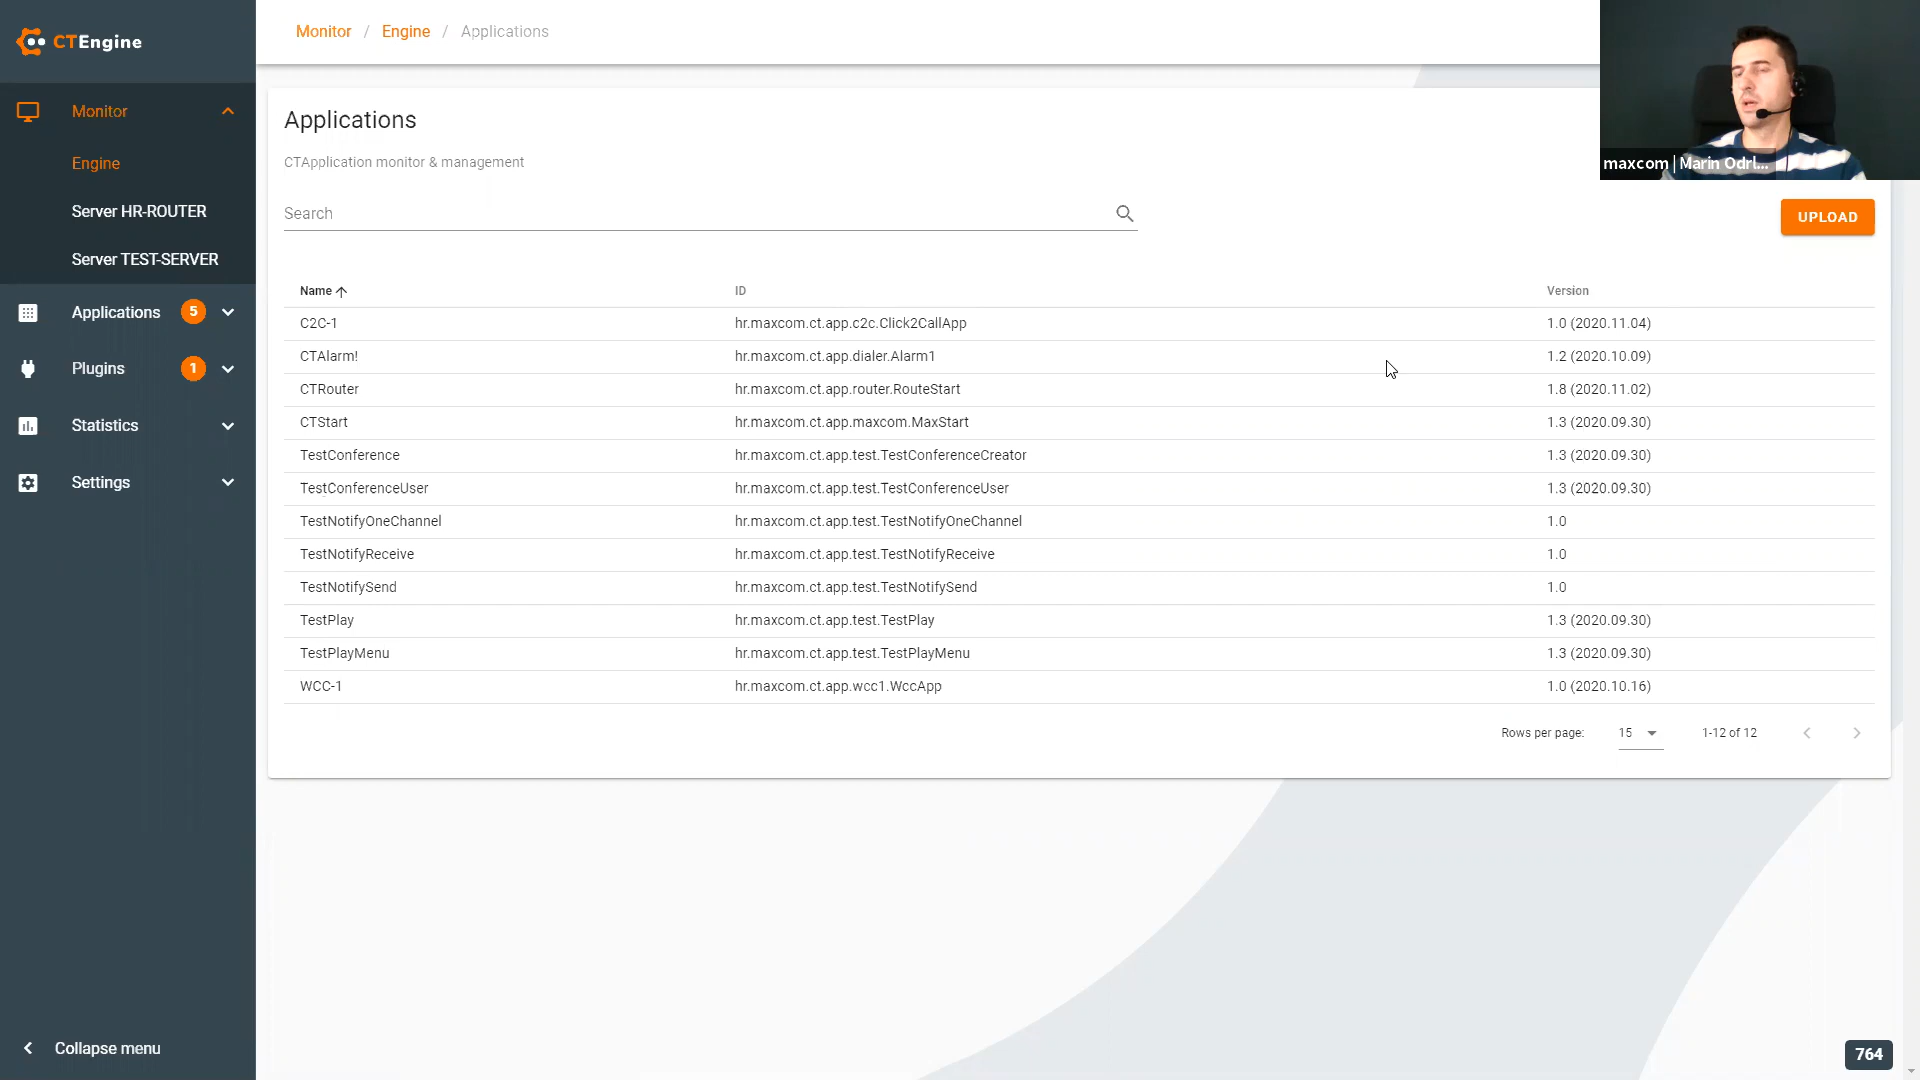 CTEngine
Monitor
Engine
Server HR-ROUTER
Server TEST-SERVER
Applications 5
Plugins 1
Statistics
Settings
Collapse menu
Monitor / Engine / Applications
maxcom | Marin Odrl...
Applications
CTApplication monitor & management
Search
UPLOAD
Name ID Version
C2C-1 hr.maxcom.ct.app.c2c.Click2CallApp 1.0 (2020.11.04)
CTAlarm! hr.maxcom.ct.app.dialer.Alarm1 1.2 (2020.10.09)
CTRouter hr.maxcom.ct.app.router.RouteStart 1.8 (2020.11.02)
CTStart hr.maxcom.ct.app.maxcom.MaxStart 1.3 (2020.09.30)
TestConference hr.maxcom.ct.app.test.TestConferenceCreator 1.3 (2020.09.30)
TestConferenceUser hr.maxcom.ct.app.test.TestConferenceUser 1.3 (2020.09.30)
TestNotifyOneChannel hr.maxcom.ct.app.test.TestNotifyOneChannel 1.0
TestNotifyReceive hr.maxcom.ct.app.test.TestNotifyReceive 1.0
TestNotifySend hr.maxcom.ct.app.test.TestNotifySend 1.0
TestPlay hr.maxcom.ct.app.test.TestPlay 1.3 (2020.09.30)
TestPlayMenu hr.maxcom.ct.app.test.TestPlayMenu 1.3 (2020.09.30)
WCC-1 hr.maxcom.ct.app.wcc1.WccApp 1.0 (2020.10.16)
Rows per page: 15 1-12 of 12
764